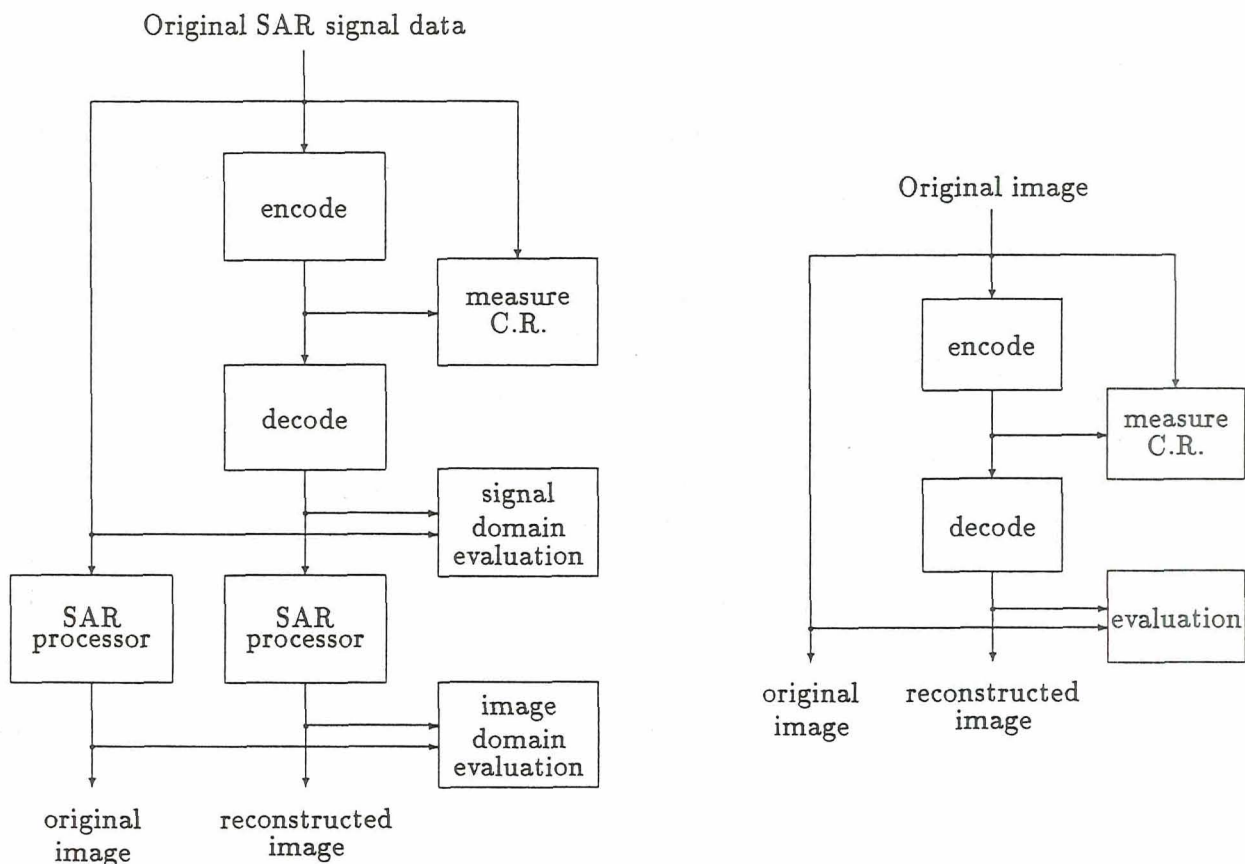 Original SAR signal data
encode
measure
C.R.
decode
signal
domain
evaluation
SAR
processor
SAR
processor
image
domain
evaluation
original
image
reconstructed
image
Original image
encode
measure
C.R.
decode
evaluation
original
image
reconstructed
image